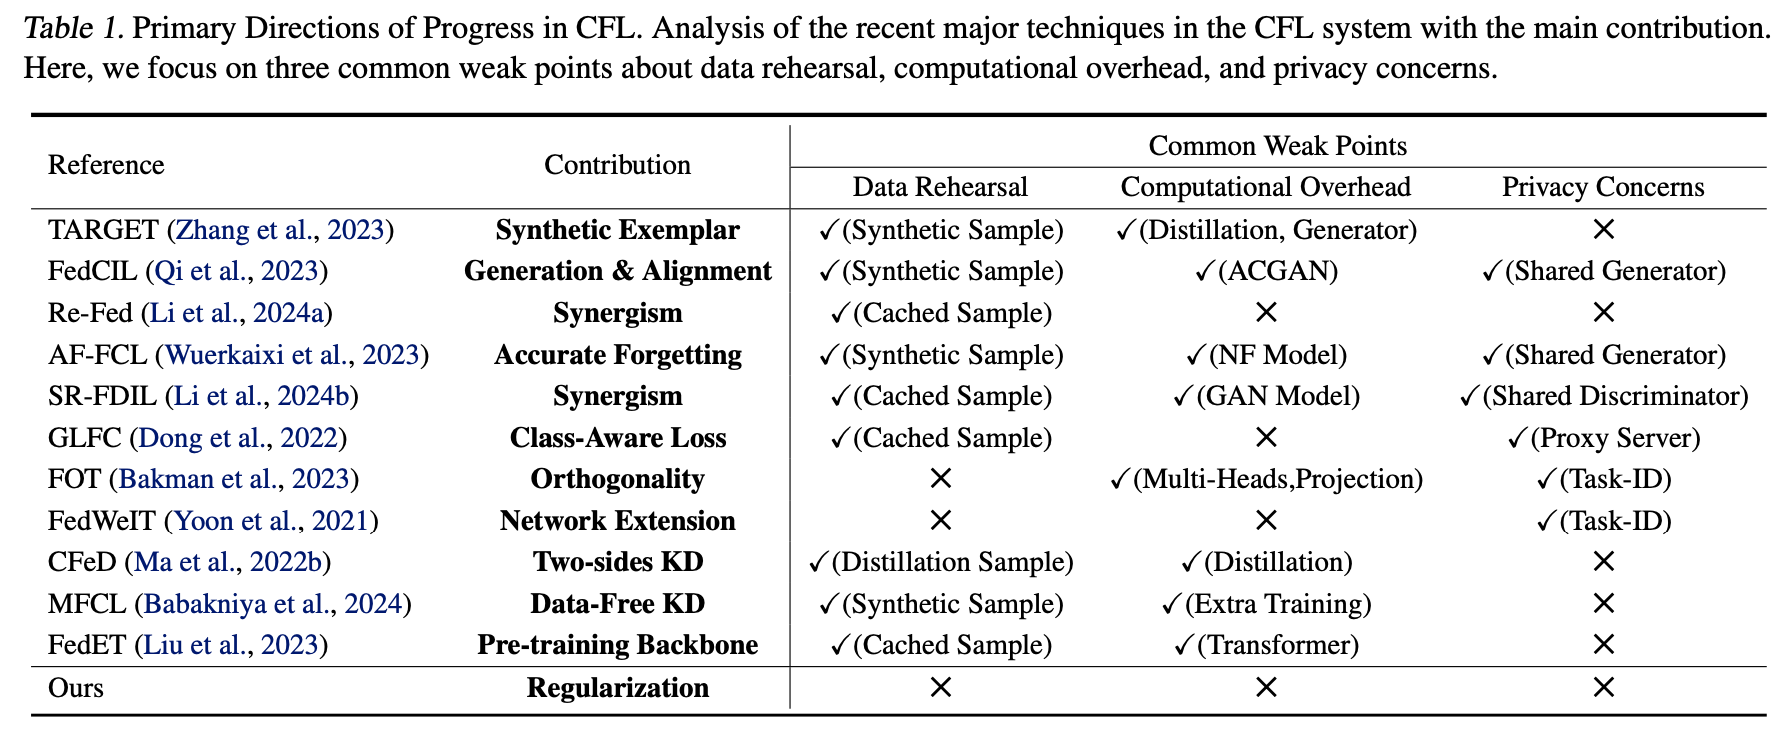 Table 1. Primary Directions of Progress in CFL. Analysis of the recent major techniques in the CFL system with the main contribution.
Here, we focus on three common weak points about data rehearsal, computational overhead, and privacy concerns.
Reference Contribution Common Weak Points
Data Rehearsal Computational Overhead Privacy Concerns
TARGET (Zhang et al., 2023) Synthetic Exemplar ✓(Synthetic Sample) ✓(Distillation, Generator) ✕
FedCIL (Qi et al., 2023) Generation & Alignment ✓(Synthetic Sample) ✓(ACGAN) ✓(Shared Generator)
Re-Fed (Li et al., 2024a) Synergism ✓(Cached Sample) ✕ ✕
AF-FCL (Wuerkaixi et al., 2023) Accurate Forgetting ✓(Synthetic Sample) ✓(NF Model) ✓(Shared Generator)
SR-FDIL (Li et al., 2024b) Synergism ✓(Cached Sample) ✓(GAN Model) ✓(Shared Discriminator)
GLFC (Dong et al., 2022) Class-Aware Loss ✓(Cached Sample) ✕ ✓(Proxy Server)
FOT (Bakman et al., 2023) Orthogonality ✕ ✓(Multi-Heads,Projection) ✓(Task-ID)
FedWeIT (Yoon et al., 2021) Network Extension ✕ ✕ ✓(Task-ID)
CFeD (Ma et al., 2022b) Two-sides KD ✓(Distillation Sample) ✓(Distillation) ✕
MFCL (Babakniya et al., 2024) Data-Free KD ✓(Synthetic Sample) ✓(Extra Training) ✕
FedET (Liu et al., 2023) Pre-training Backbone ✓(Cached Sample) ✓(Transformer) ✕
Ours Regularization ✕ ✕ ✕